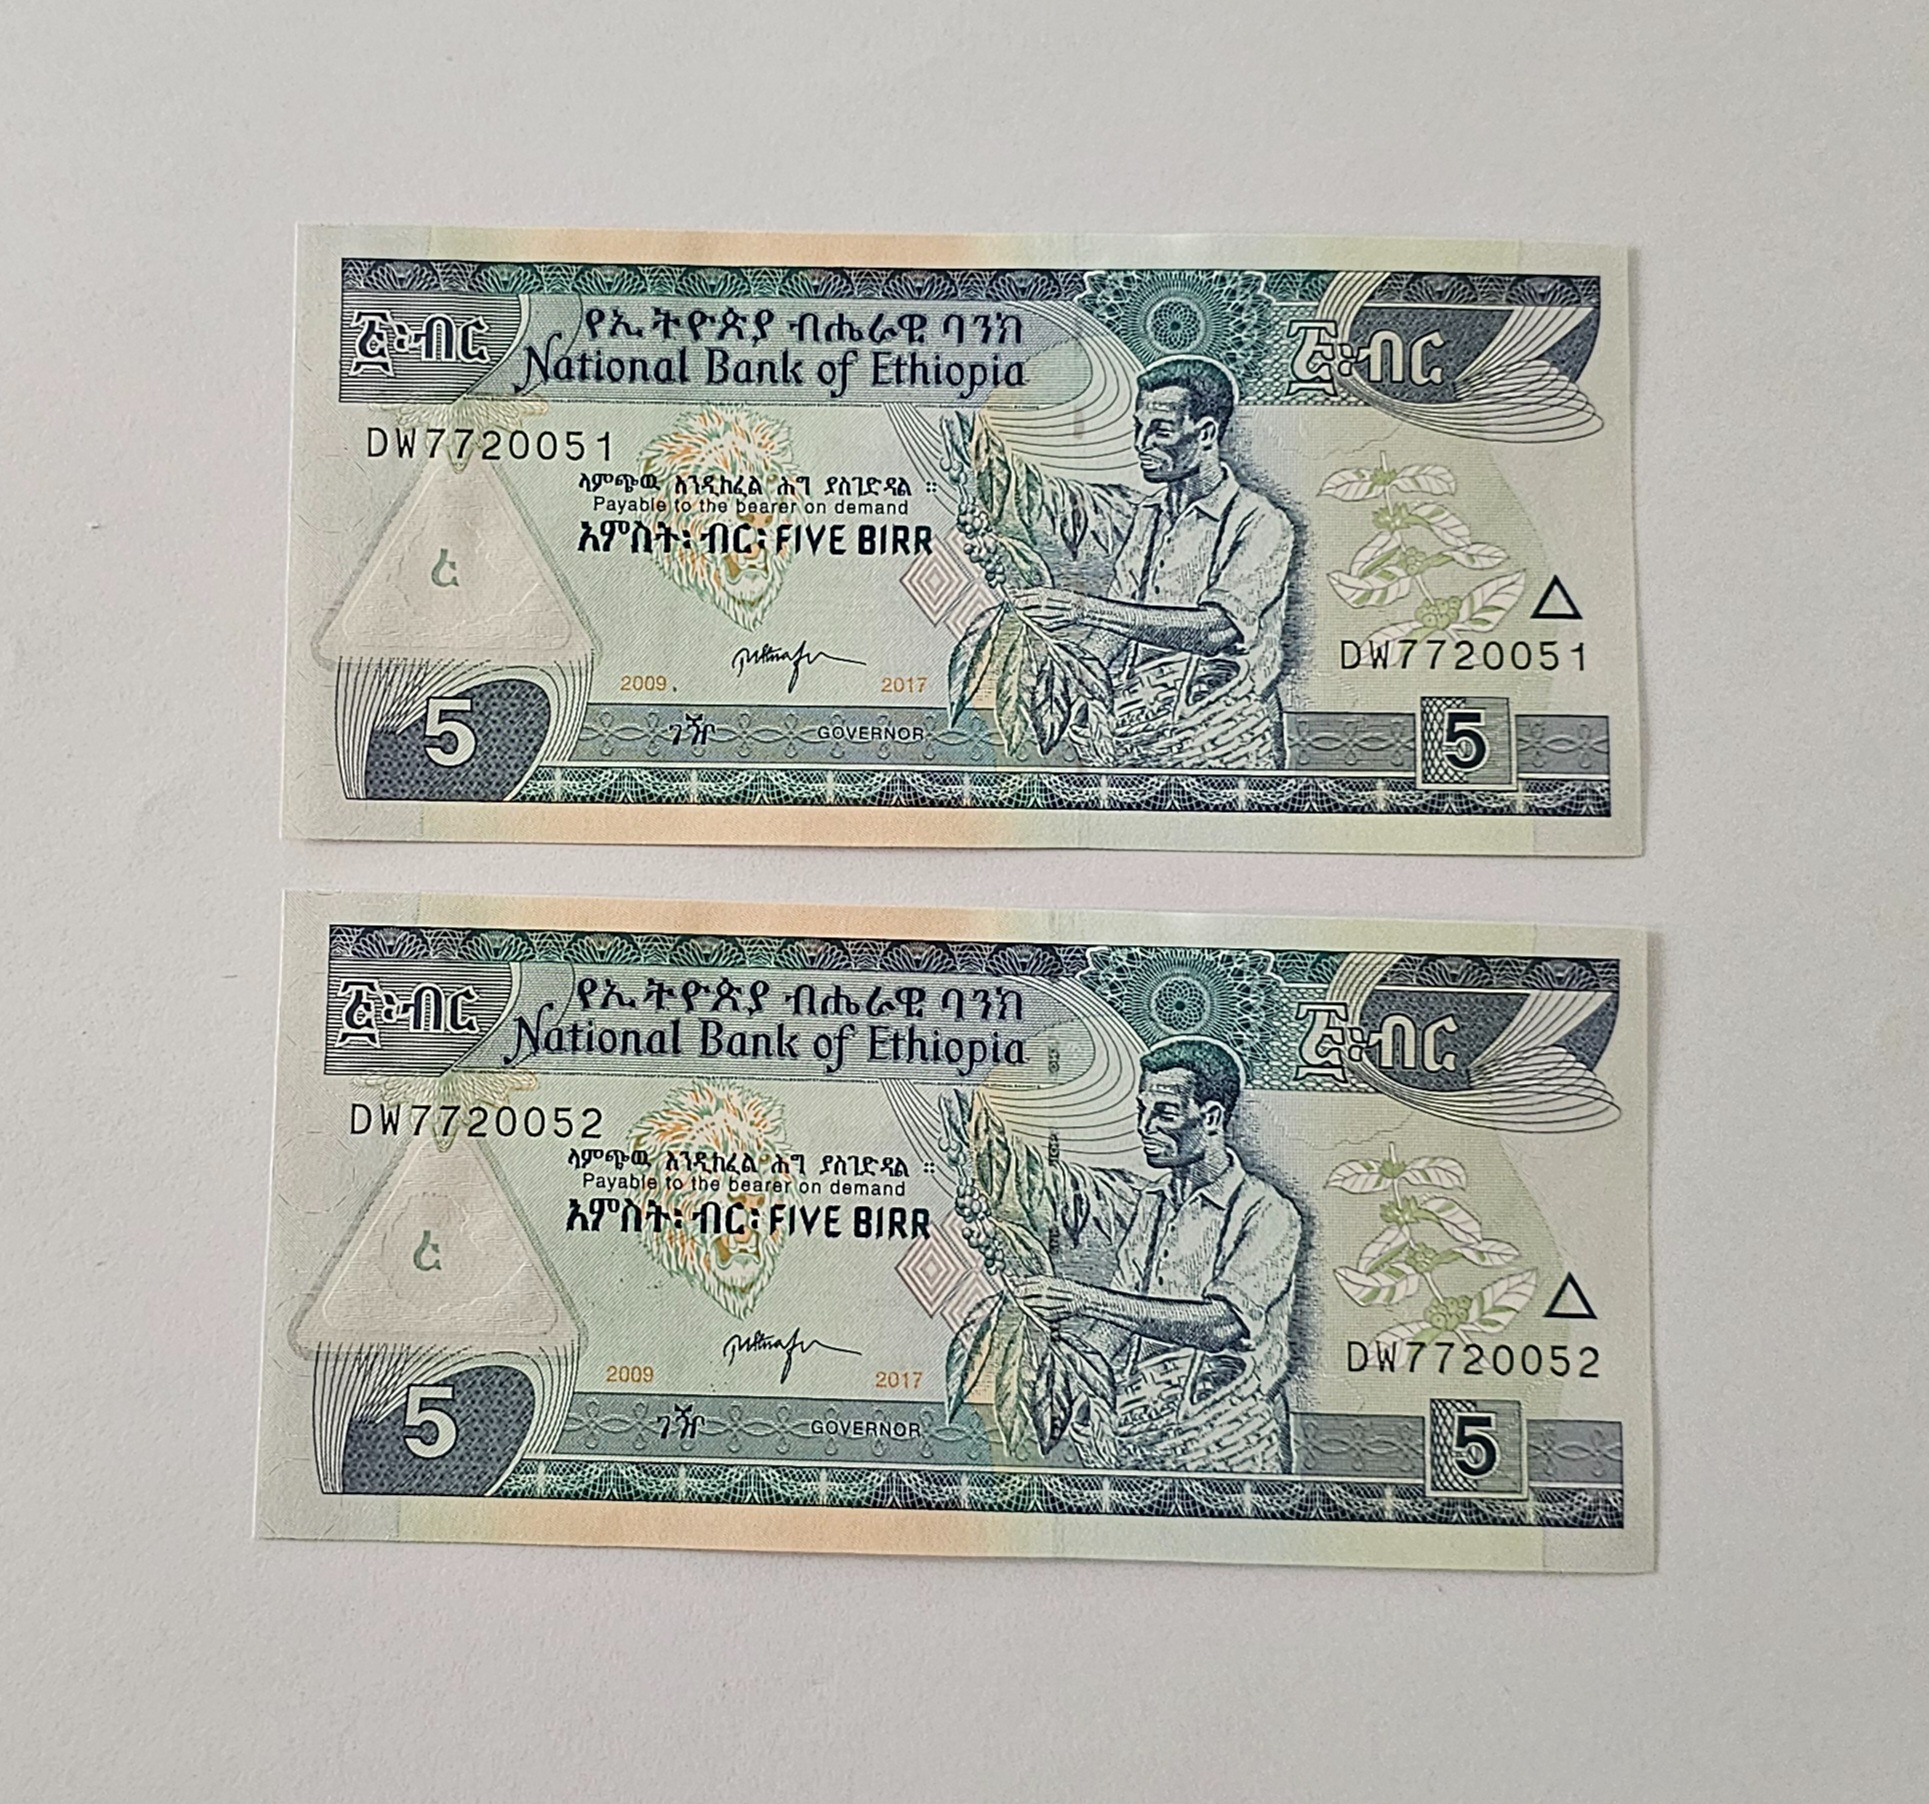 ፭፡ብር
የኢትዮጵያ ብሔራዊ ባንክ
National Bank of Ethiopia
፭፡ብር
DW7720051
ላምጭዉ እንዲከፈል ሕግ ያስገድዳል ።
Payable to the bearer on demand
አምስት፡ ብር፡ FIVE BIRR
፭
DW7720051
2009 2017
5
ገዥ GOVERNOR
5
፭፡ብር
የኢትዮጵያ ብሔራዊ ባንክ
National Bank of Ethiopia
፭፡ብር
DW7720052
ላምጭዉ እንዲከፈል ሕግ ያስገድዳል ።
Payable to the bearer on demand
አምስት፡ ብር፡ FIVE BIRR
፭
DW7720052
2009 2017
5
ገዥ GOVERNOR
5